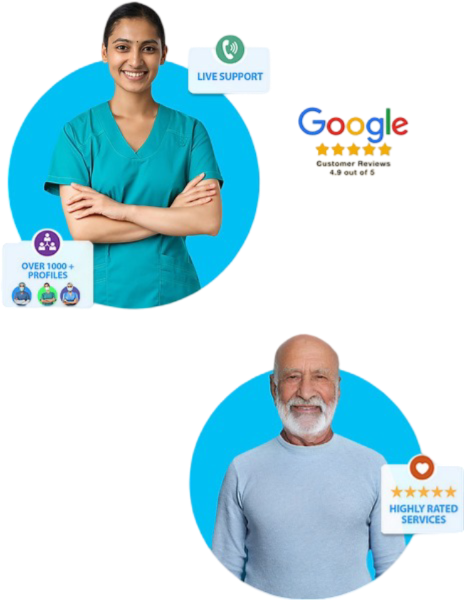 LIVE SUPPORT
Google
Customer Reviews
4.9 out of 5
OVER 1000 +
PROFILES
HIGHLY RATED
SERVICES